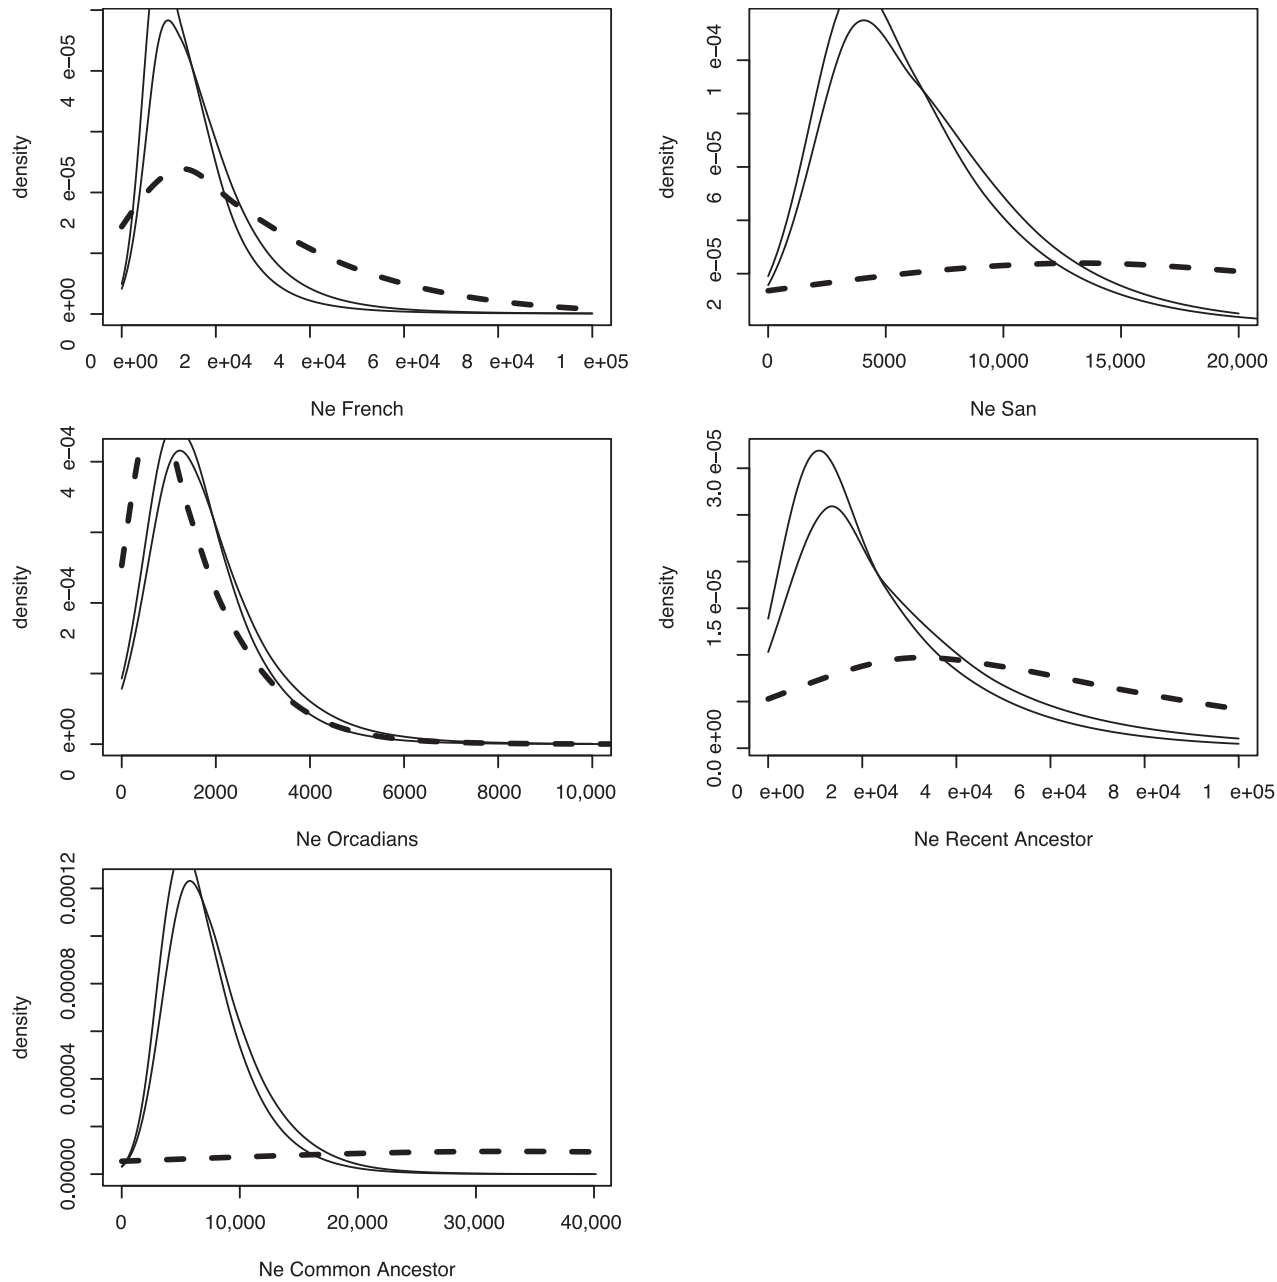 density
0 e+00 2 e−05 4 e−05
0 e+00 2 e+04 4 e+04 6 e+04 8 e+04 1 e+05
Ne French
density
2 e−05 6 e−05 1 e−04
0 5000 10,000 15,000 20,000
Ne San
density
0 e+00 2 e−04 4 e−04
0 2000 4000 6000 8000 10,000
Ne Orcadians
density
0.0 e+00 1.5 e−05 3.0 e−05
0 e+00 2 e+04 4 e+04 6 e+04 8 e+04 1 e+05
Ne Recent Ancestor
density
0.00000 0.00004 0.00008 0.00012
0 10,000 20,000 30,000 40,000
Ne Common Ancestor